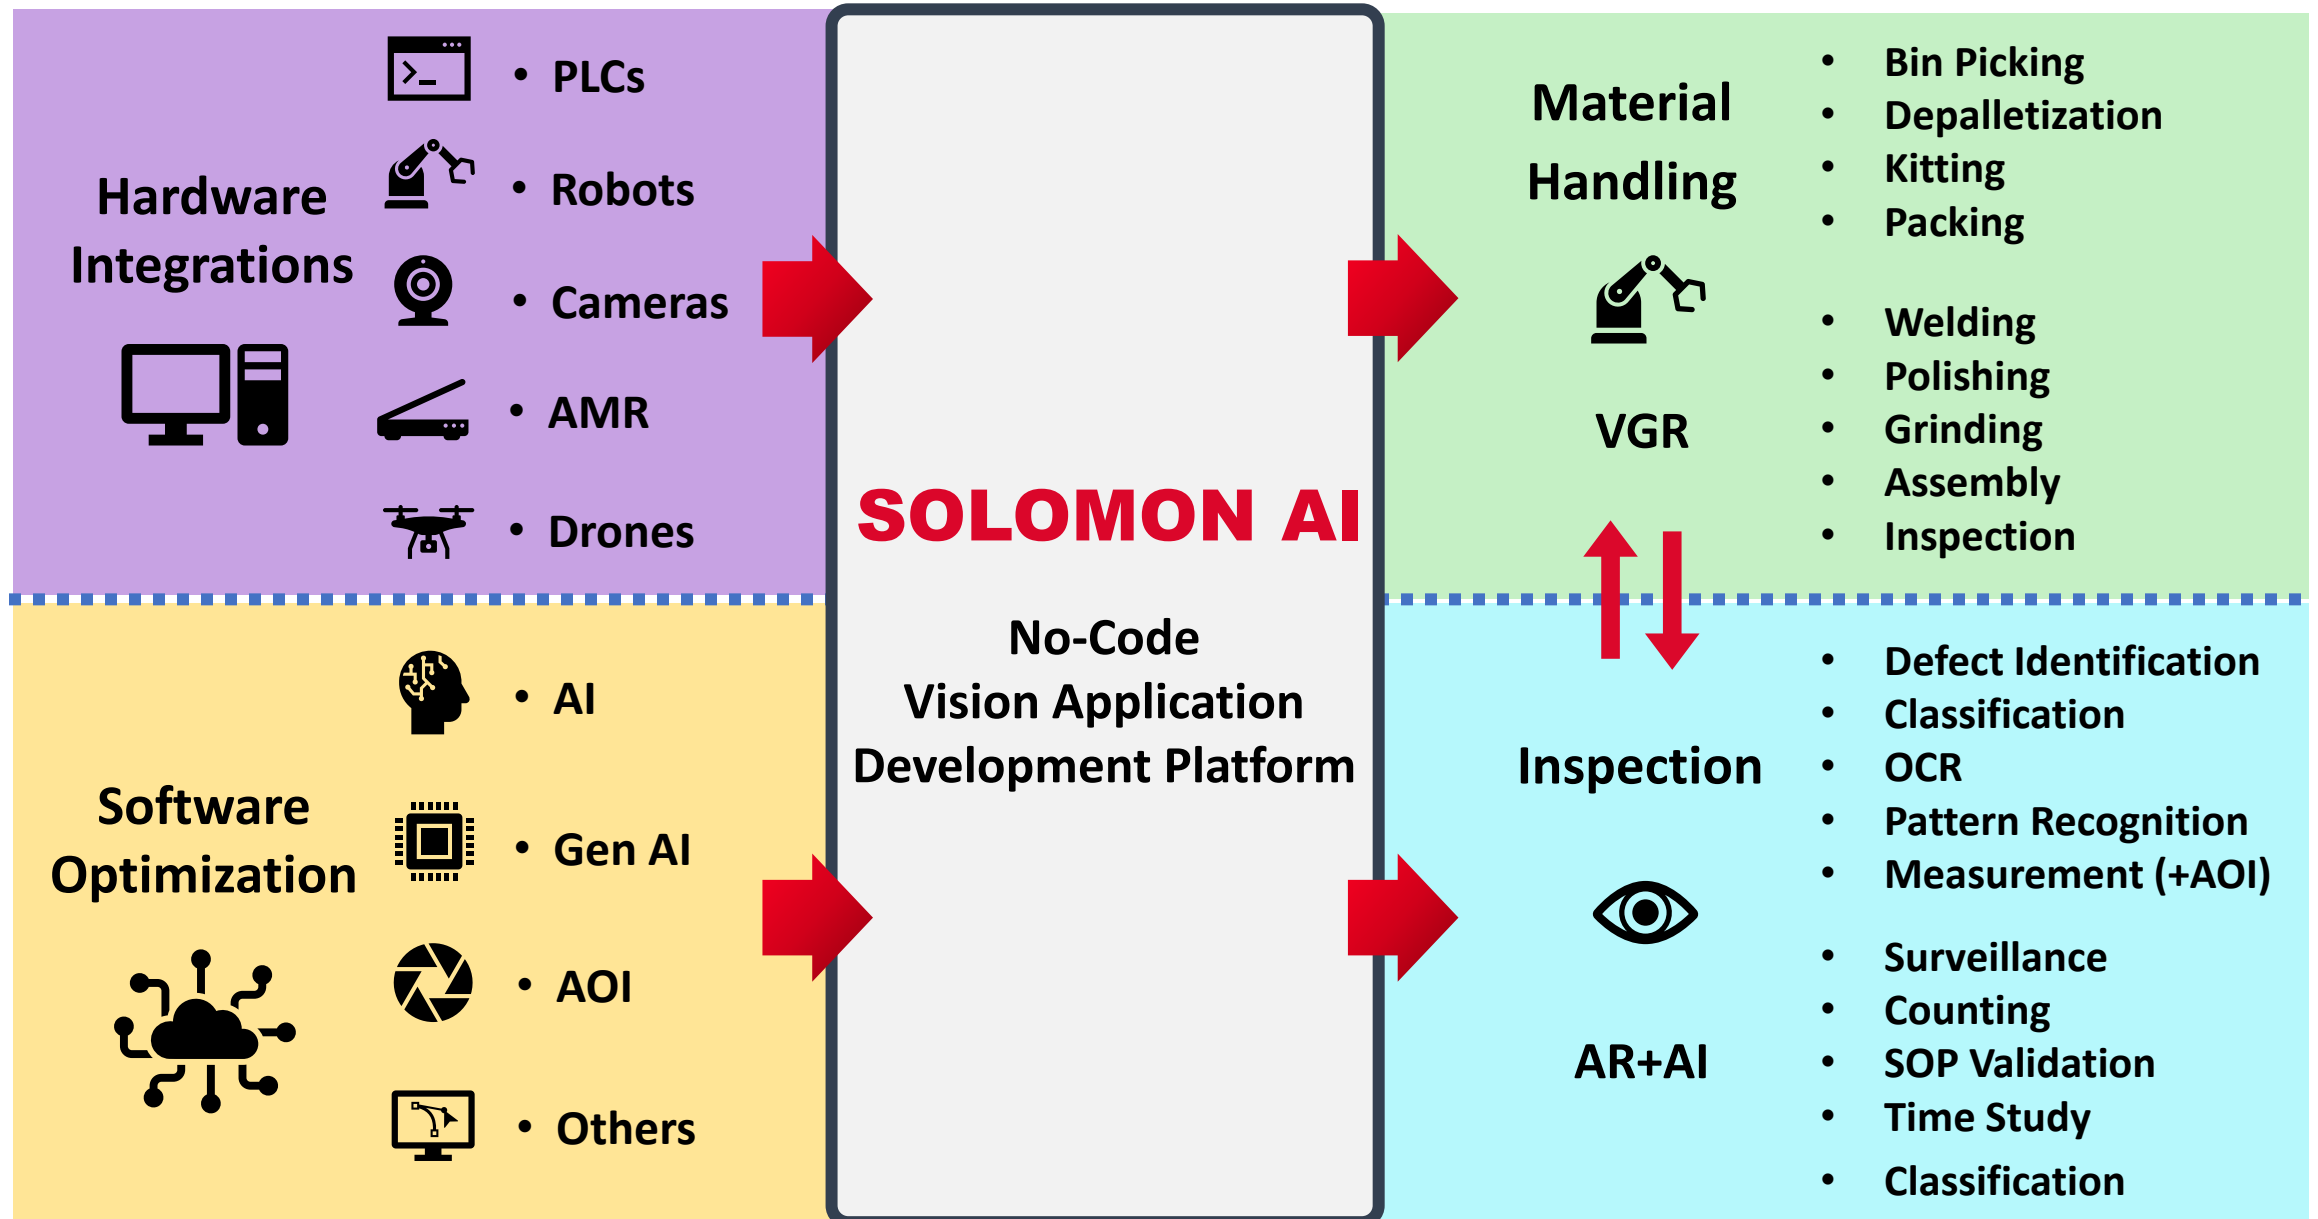 Hardware
Integrations
• PLCs
• Robots
• Cameras
• AMR
• Drones
Software
Optimization
• AI
• Gen AI
• AOI
• Others
SOLOMON AI
No-Code
Vision Application
Development Platform
Material
Handling
VGR
• Bin Picking
• Depalletization
• Kitting
• Packing
• Welding
• Polishing
• Grinding
• Assembly
• Inspection
Inspection
AR+AI
• Defect Identification
• Classification
• OCR
• Pattern Recognition
• Measurement (+AOI)
• Surveillance
• Counting
• SOP Validation
• Time Study
• Classification